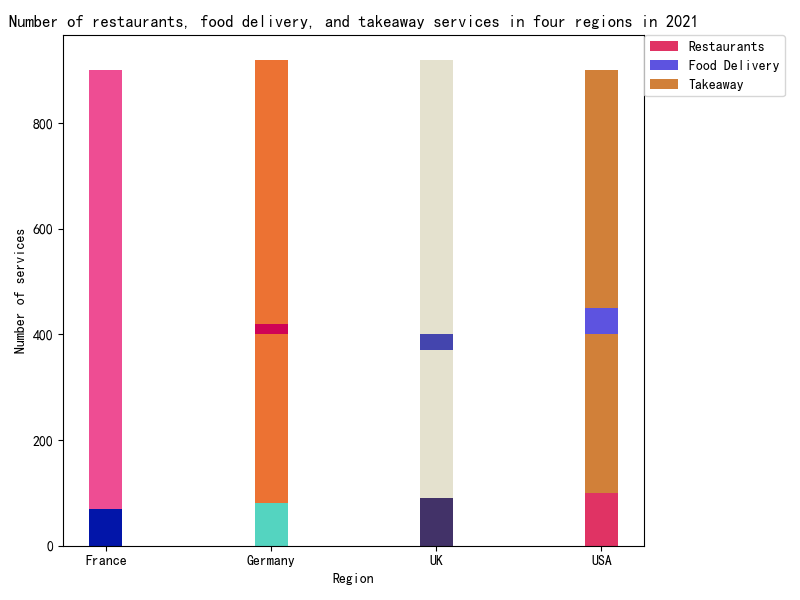 Number of restaurants, food delivery, and takeaway services in four regions in 2021
Restaurants
Food Delivery
Takeaway
800
600
400
200
0
Number of services
France
Germany
UK
USA
Region